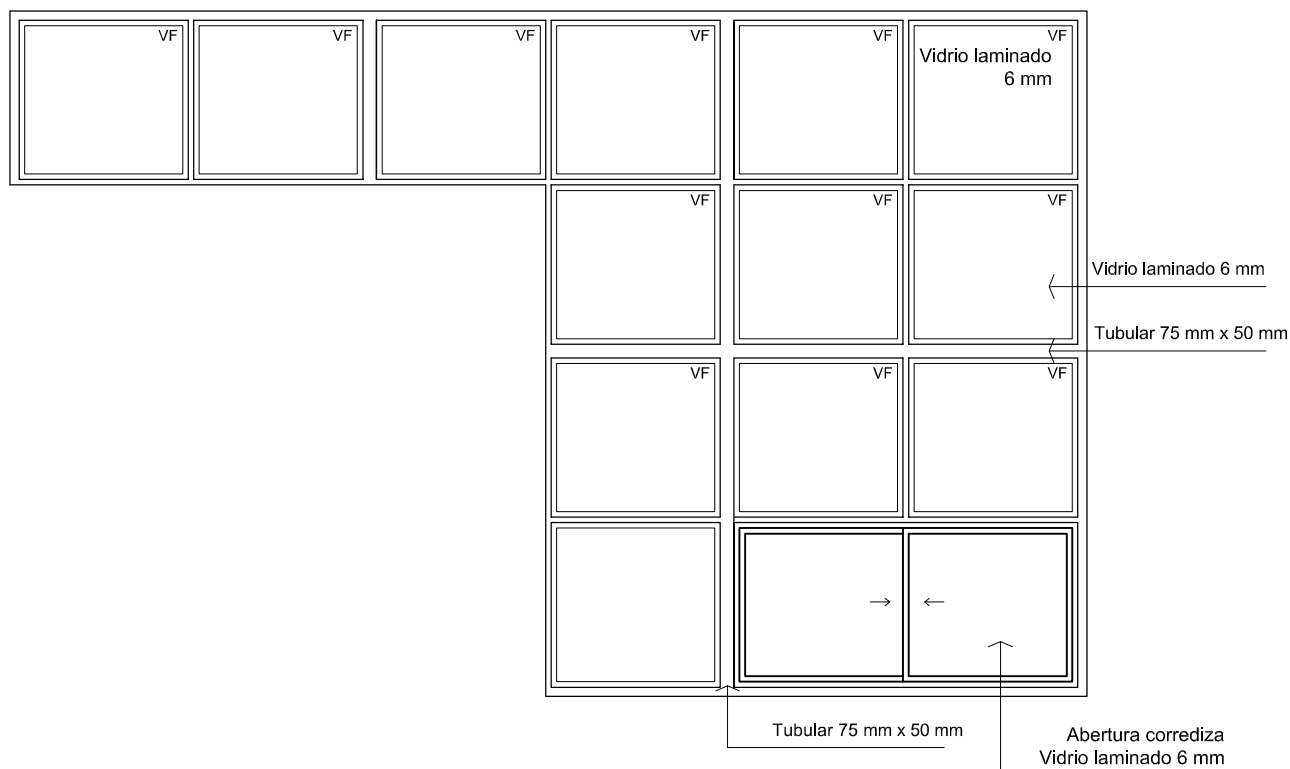 VF VF VF VF VF VF
Vidrio laminado
6 mm
VF VF VF
Vidrio laminado 6 mm
Tubular 75 mm x 50 mm
VF VF VF
Tubular 75 mm x 50 mm
Abertura corrediza
Vidrio laminado 6 mm